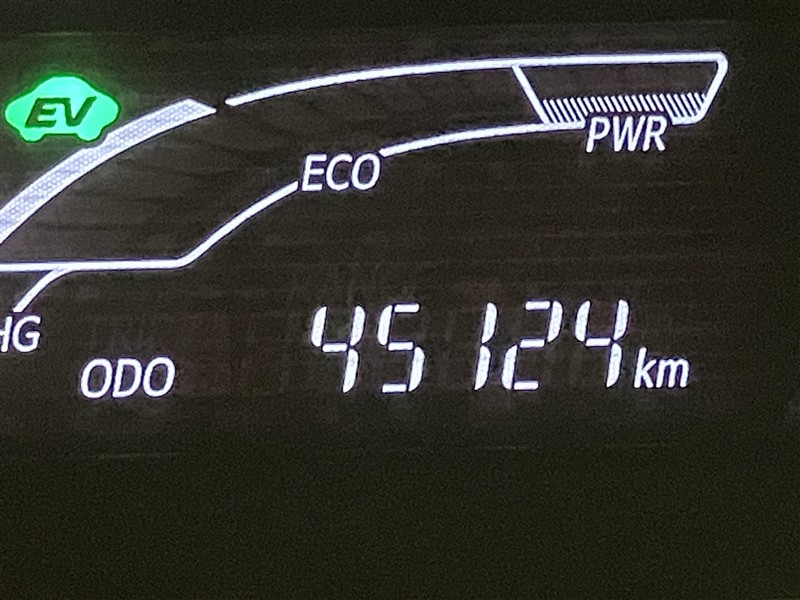 EV
PWR
ECO
HG
ODO 45124 km